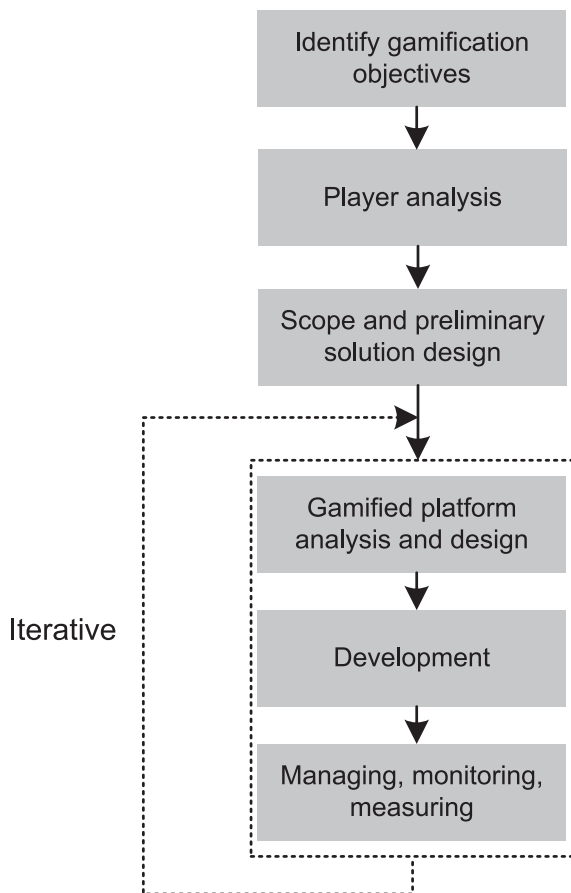 Identify gamification
objectives
Player analysis
Scope and preliminary
solution design
Gamified platform
analysis and design
Iterative
Development
Managing, monitoring,
measuring